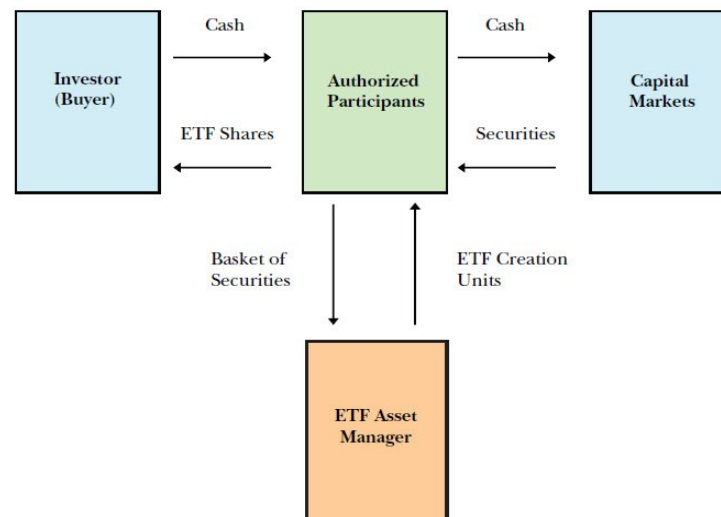 Cash
Cash
Investor
(Buyer)
Authorized
Participants
Capital
Markets
ETF Shares
Securities
Basket of
Securities
ETF Creation
Units
ETF Asset
Manager